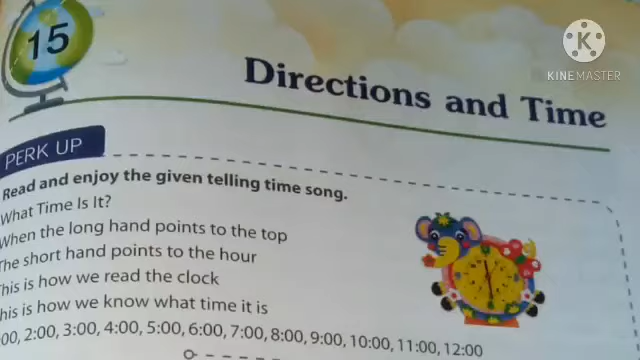 15
KINEMASTER
Directions and Time
PERK UP
Read and enjoy the given telling time song.
What Time Is It?
When the long hand points to the top
The short hand points to the hour
This is how we read the clock
This is how we know what time it is
00, 2:00, 3:00, 4:00, 5:00, 6:00, 7:00, 8:00, 9:00, 10:00, 11:00, 12:00